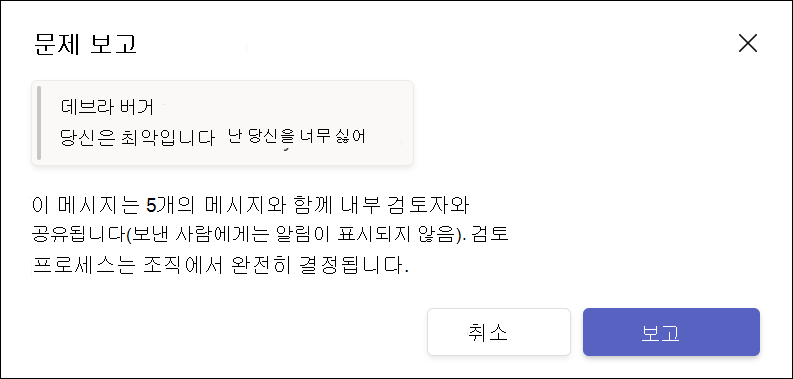 문제 보고
데브라 버거
당신은 최악입니다 난 당신을 너무 싫어
이 메시지는 5개의 메시지와 함께 내부 검토자와
공유됩니다(보낸 사람에게는 알림이 표시되지 않음). 검토
프로세스는 조직에서 완전히 결정됩니다.
취소
보고